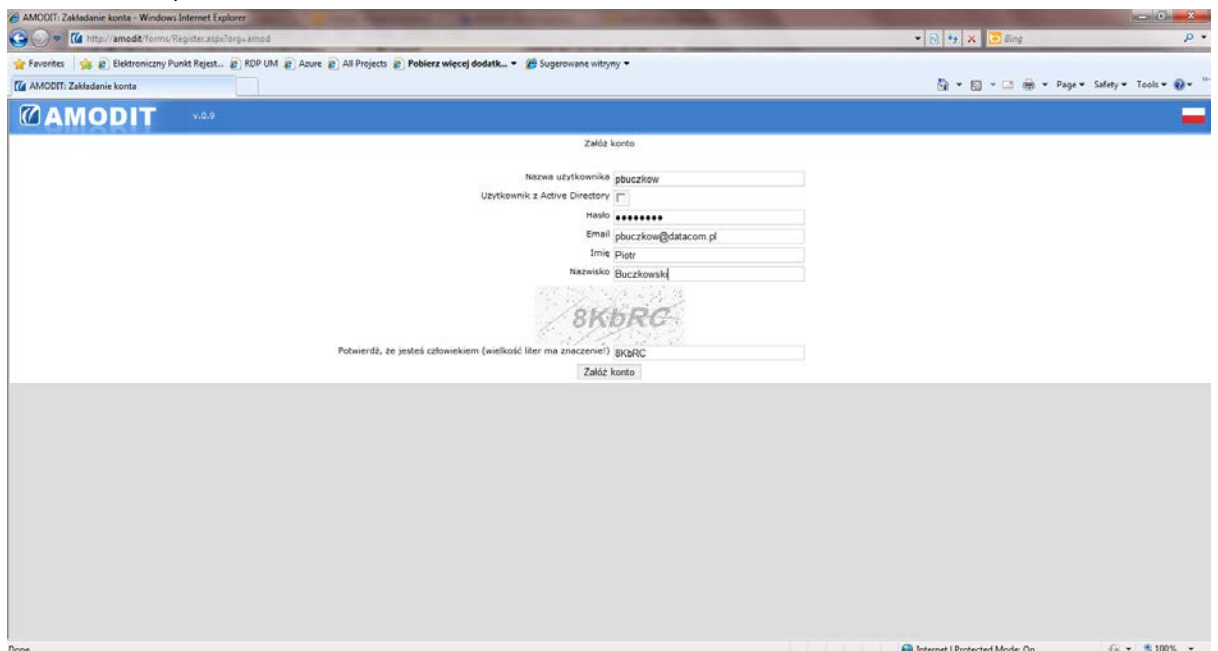 AMODIT: Zakładanie konta - Windows Internet Explorer
http://amodit/forms/Register.aspx?org=amod
Bing
Favorites Elektroniczny Punkt Rejest... RDP UM Azure All Projects Pobierz więcej dodatk... Sugerowane witryny
AMODIT: Zakładanie konta Page Safety Tools
AMODIT v.0.9
Załóż konto
Nazwa użytkownika pbuczkow
Użytkownik z Active Directory
Hasło ••••••••
Email pbuczkow@datacom.pl
Imię Piotr
Nazwisko Buczkowski
8KbRC
Potwierdź, że jesteś człowiekiem (wielkość liter ma znaczenie!) 8KbRC
Załóż konto
Done Internet | Protected Mode: On 100%